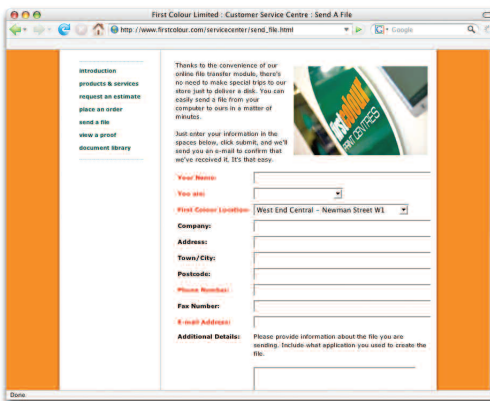 First Colour Limited : Customer Service Centre : Send A File
http://www.firstcolour.com/servicecenter/send_file.html
Google
introduction
products & services
request an estimate
place an order
send a file
view a proof
document library
Thanks to the convenience of our
online file transfer module, there's
no need to make special trips to our
store just to deliver a disk. You can
easily send a file from your
computer to ours in a matter of
minutes.
Just enter your information in the
spaces below, click submit, and we'll
send you an e-mail to confirm that
we've received it. It's that easy.
firstcolour
PRINT CENTRES
Your Name:
You are:
First Colour Location:
West End Central - Newman Street W1
Company:
Address:
Town/City:
Postcode:
Phone Number:
Fax Number:
E-mail Address:
Additional Details:
Please provide information about the file you are
sending. Include what application you used to create the
file.
Done